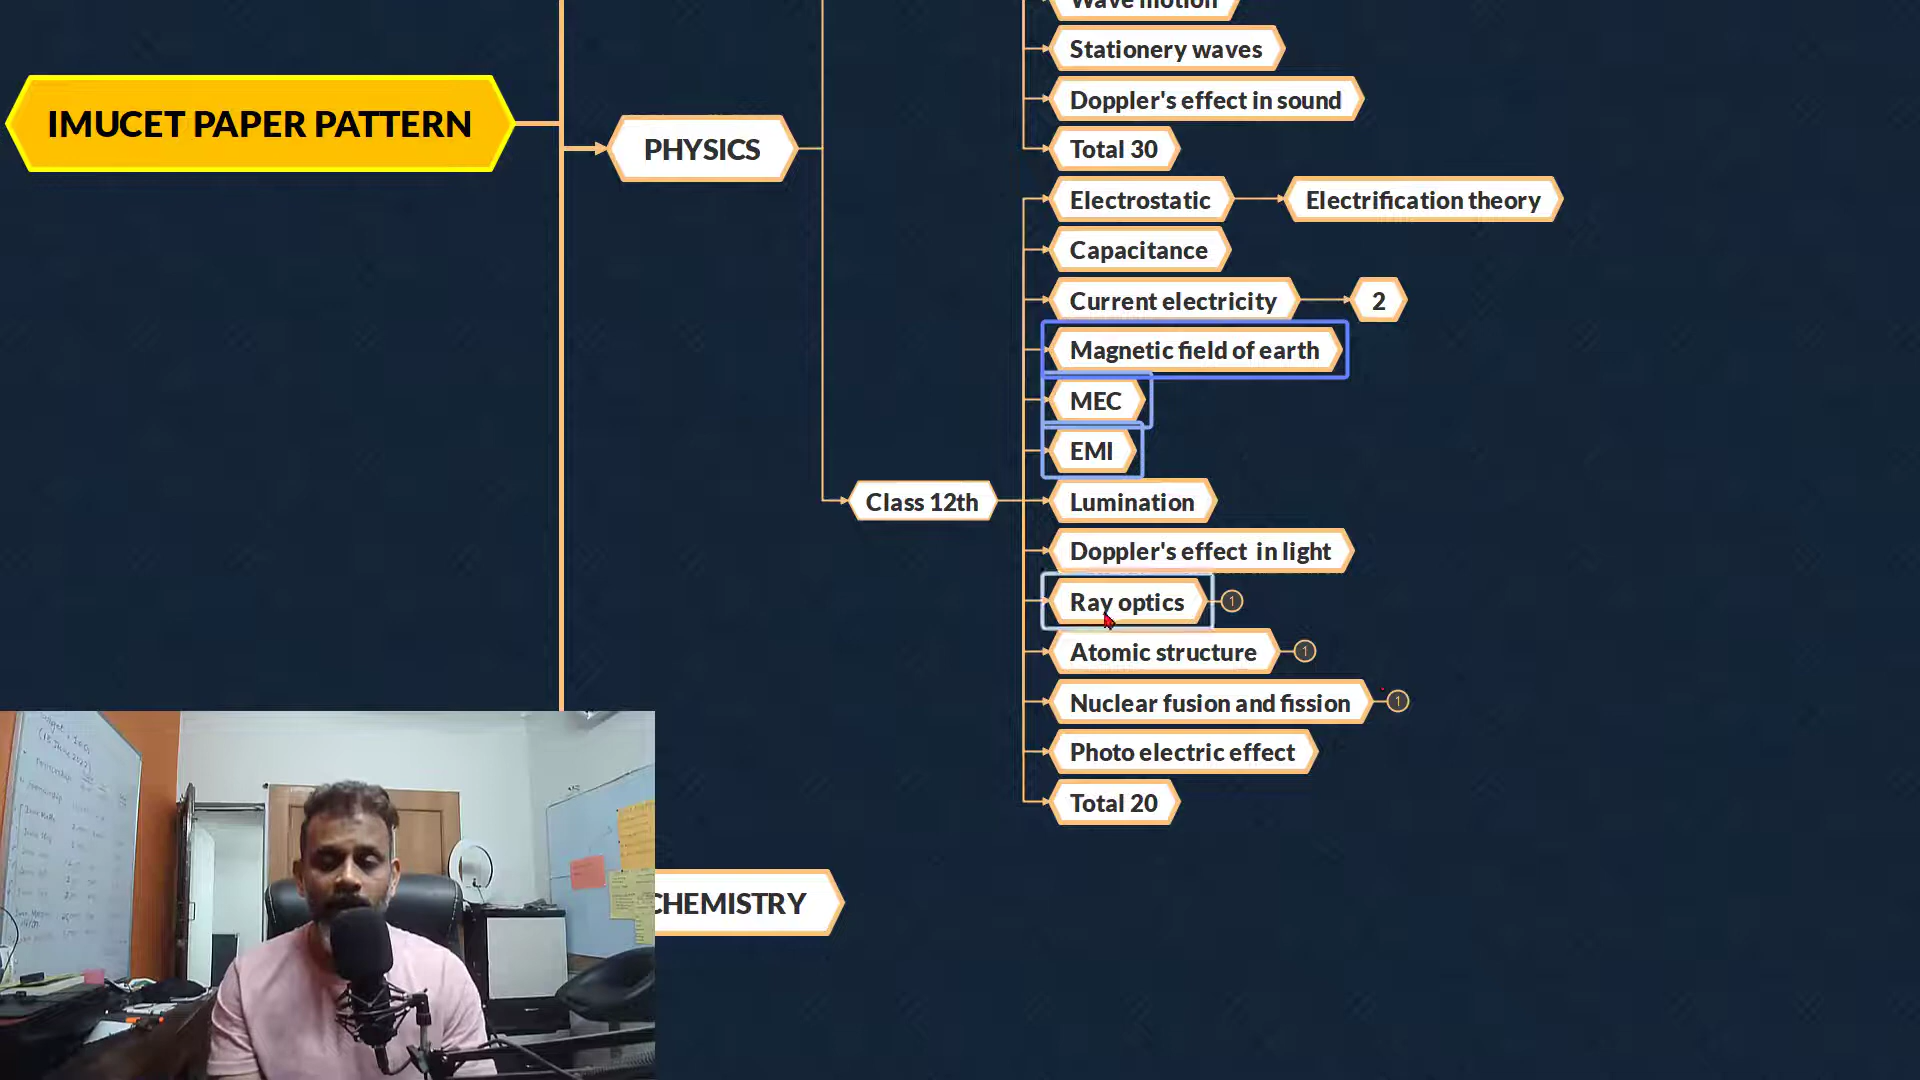 Wave motion
Stationery waves
Doppler's effect in sound
IMUCET PAPER PATTERN
PHYSICS
Total 30
Electrostatic
Electrification theory
Capacitance
Current electricity
2
Magnetic field of earth
MEC
EMI
Class 12th
Lumination
Doppler's effect in light
Ray optics
1
Atomic structure
1
Nuclear fusion and fission
1
Photo electric effect
Total 20
CHEMISTRY